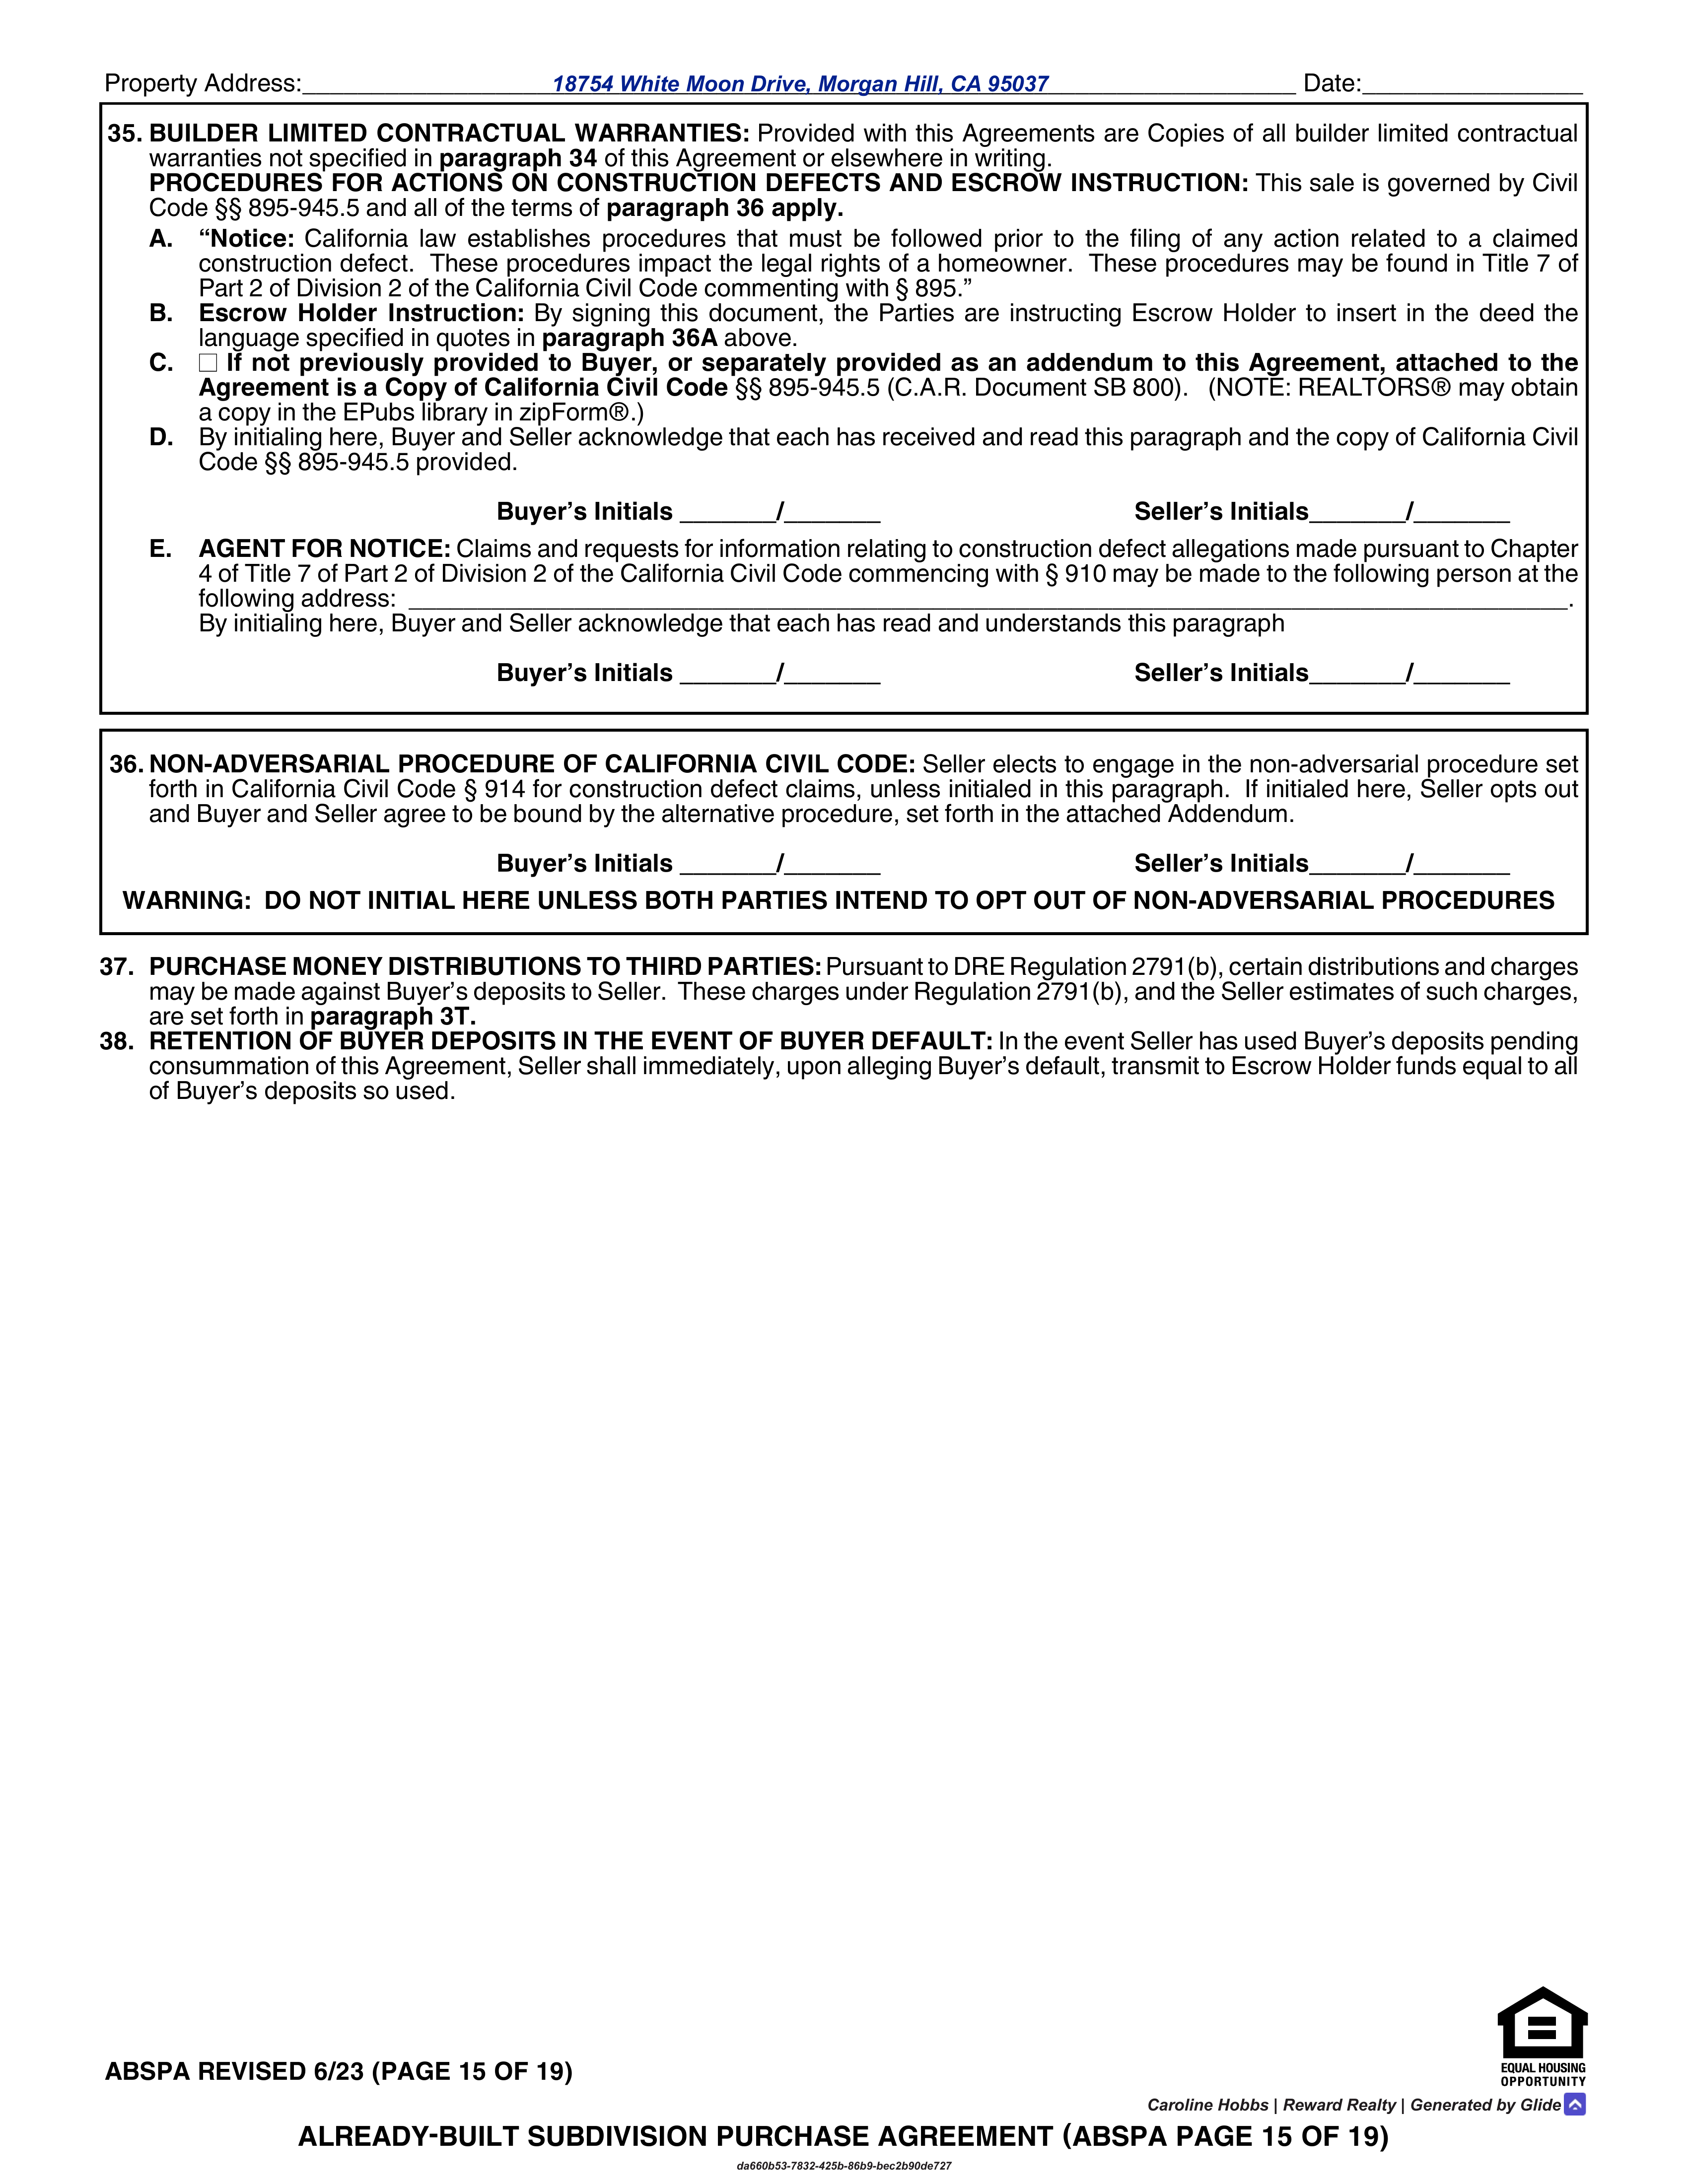 Property Address: 18754 White Moon Drive, Morgan Hill, CA 95037 Date:
35. BUILDER LIMITED CONTRACTUAL WARRANTIES: Provided with this Agreements are Copies of all builder limited contractual
warranties not specified in paragraph 34 of this Agreement or elsewhere in writing.
PROCEDURES FOR ACTIONS ON CONSTRUCTION DEFECTS AND ESCROW INSTRUCTION: This sale is governed by Civil
Code §§ 895-945.5 and all of the terms of paragraph 36 apply.
A. “Notice: California law establishes procedures that must be followed prior to the filing of any action related to a claimed
construction defect. These procedures impact the legal rights of a homeowner. These procedures may be found in Title 7 of
Part 2 of Division 2 of the California Civil Code commenting with § 895.”
B. Escrow Holder Instruction: By signing this document, the Parties are instructing Escrow Holder to insert in the deed the
language specified in quotes in paragraph 36A above.
C. □ If not previously provided to Buyer, or separately provided as an addendum to this Agreement, attached to the
Agreement is a Copy of California Civil Code §§ 895-945.5 (C.A.R. Document SB 800). (NOTE: REALTORS® may obtain
a copy in the EPubs library in zipForm®.)
D. By initialing here, Buyer and Seller acknowledge that each has received and read this paragraph and the copy of California Civil
Code §§ 895-945.5 provided.
Buyer’s Initials _______/_______ Seller’s Initials_______/_______
E. AGENT FOR NOTICE: Claims and requests for information relating to construction defect allegations made pursuant to Chapter
4 of Title 7 of Part 2 of Division 2 of the California Civil Code commencing with § 910 may be made to the following person at the
following address: ______________________________.
By initialing here, Buyer and Seller acknowledge that each has read and understands this paragraph
Buyer’s Initials _______/_______ Seller’s Initials_______/_______
36. NON-ADVERSARIAL PROCEDURE OF CALIFORNIA CIVIL CODE: Seller elects to engage in the non-adversarial procedure set
forth in California Civil Code § 914 for construction defect claims, unless initialed in this paragraph. If initialed here, Seller opts out
and Buyer and Seller agree to be bound by the alternative procedure, set forth in the attached Addendum.
Buyer’s Initials _______/_______ Seller’s Initials_______/_______
WARNING: DO NOT INITIAL HERE UNLESS BOTH PARTIES INTEND TO OPT OUT OF NON-ADVERSARIAL PROCEDURES
37. PURCHASE MONEY DISTRIBUTIONS TO THIRD PARTIES: Pursuant to DRE Regulation 2791(b), certain distributions and charges
may be made against Buyer’s deposits to Seller. These charges under Regulation 2791(b), and the Seller estimates of such charges,
are set forth in paragraph 3T.
38. RETENTION OF BUYER DEPOSITS IN THE EVENT OF BUYER DEFAULT: In the event Seller has used Buyer’s deposits pending
consummation of this Agreement, Seller shall immediately, upon alleging Buyer’s default, transmit to Escrow Holder funds equal to all
of Buyer’s deposits so used.
EQUAL HOUSING
OPPORTUNITY
ABSPA REVISED 6/23 (PAGE 15 OF 19)
Caroline Hobbs | Reward Realty | Generated by Glide
ALREADY-BUILT SUBDIVISION PURCHASE AGREEMENT (ABSPA PAGE 15 OF 19)
da660b53-7832-425b-86b9-bec2b90de727